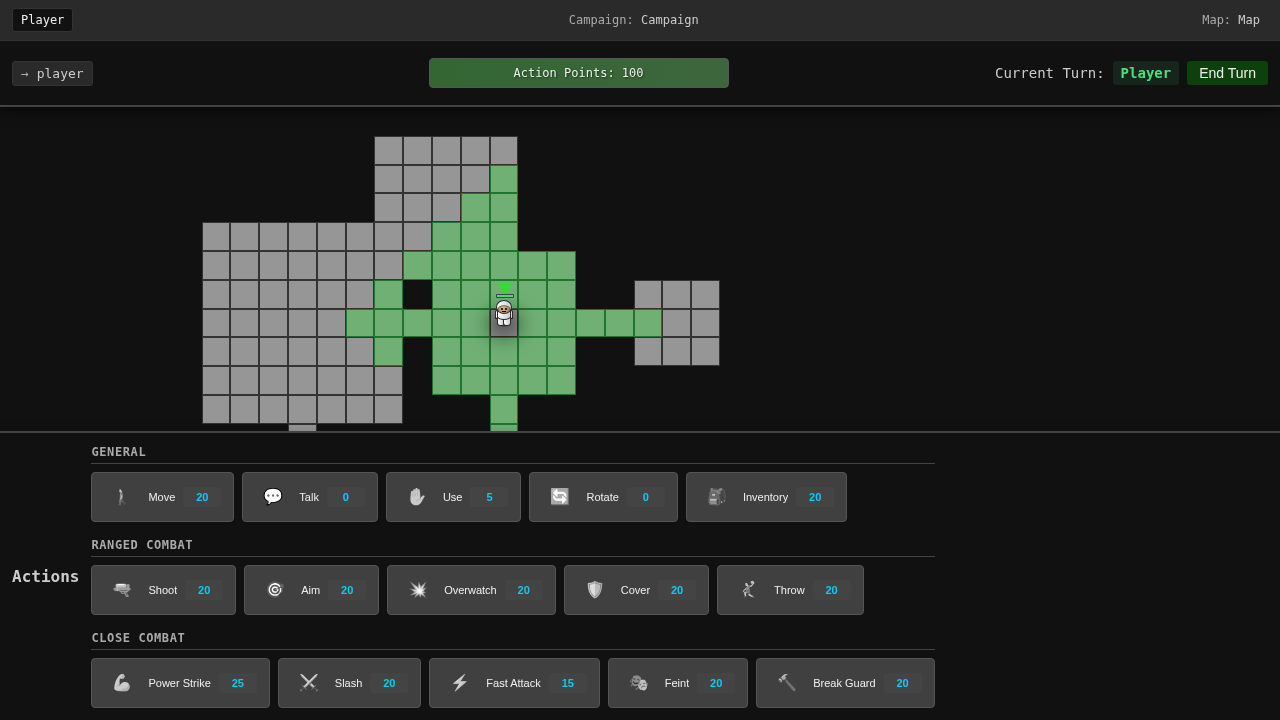 Player
Campaign: Campaign
Map: Map
→ player
Action Points: 100
Current Turn: Player End Turn
GENERAL
Move 20 Talk 0 Use 5 Rotate 0 Inventory 20
RANGED COMBAT
Actions
Shoot 20 Aim 20 Overwatch 20 Cover 20 Throw 20
CLOSE COMBAT
Power Strike 25 Slash 20 Fast Attack 15 Feint 20 Break Guard 20